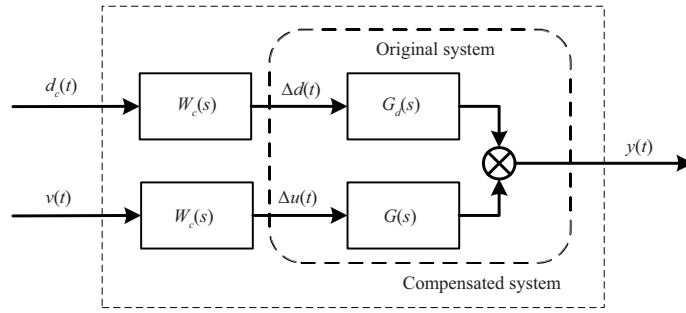 Original system
d_c(t)
W_c(s)
Δd(t)
G_d(s)
y(t)
v(t)
W_c(s)
Δu(t)
G(s)
Compensated system